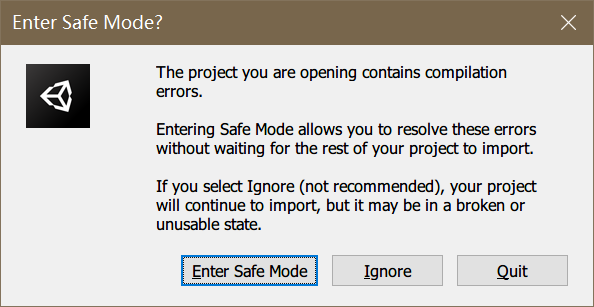 Enter Safe Mode?
The project you are opening contains compilation
errors.
Entering Safe Mode allows you to resolve these errors
without waiting for the rest of your project to import.
If you select Ignore (not recommended), your project
will continue to import, but it may be in a broken or
unusable state.
Enter Safe Mode
Ignore
Quit